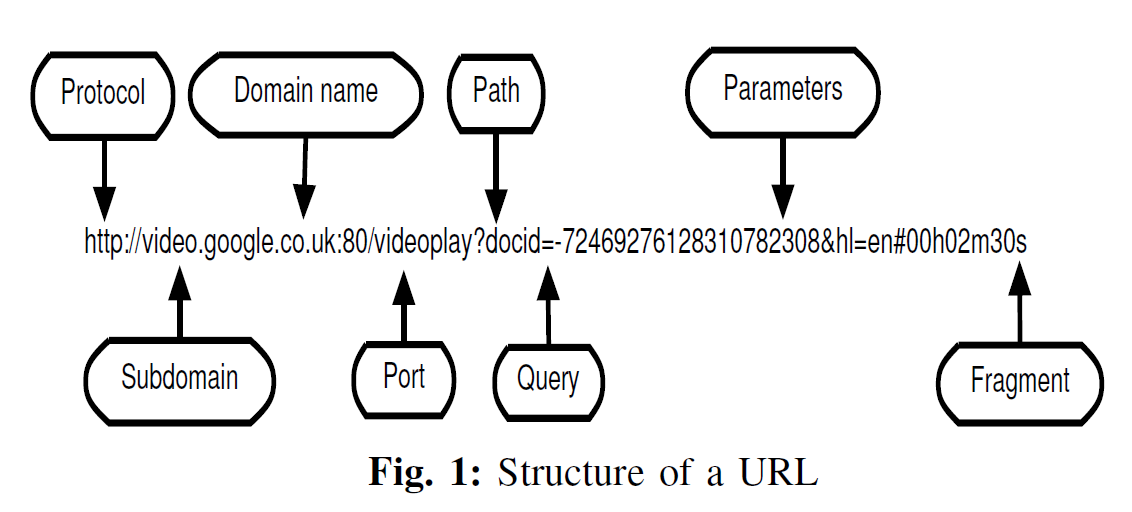 Protocol
Domain name
Path
Parameters
http://video.google.co.uk:80/videoplay?docid=-72469276128310782308&hl=en#00h02m30s
Subdomain
Port
Query
Fragment
Fig. 1: Structure of a URL